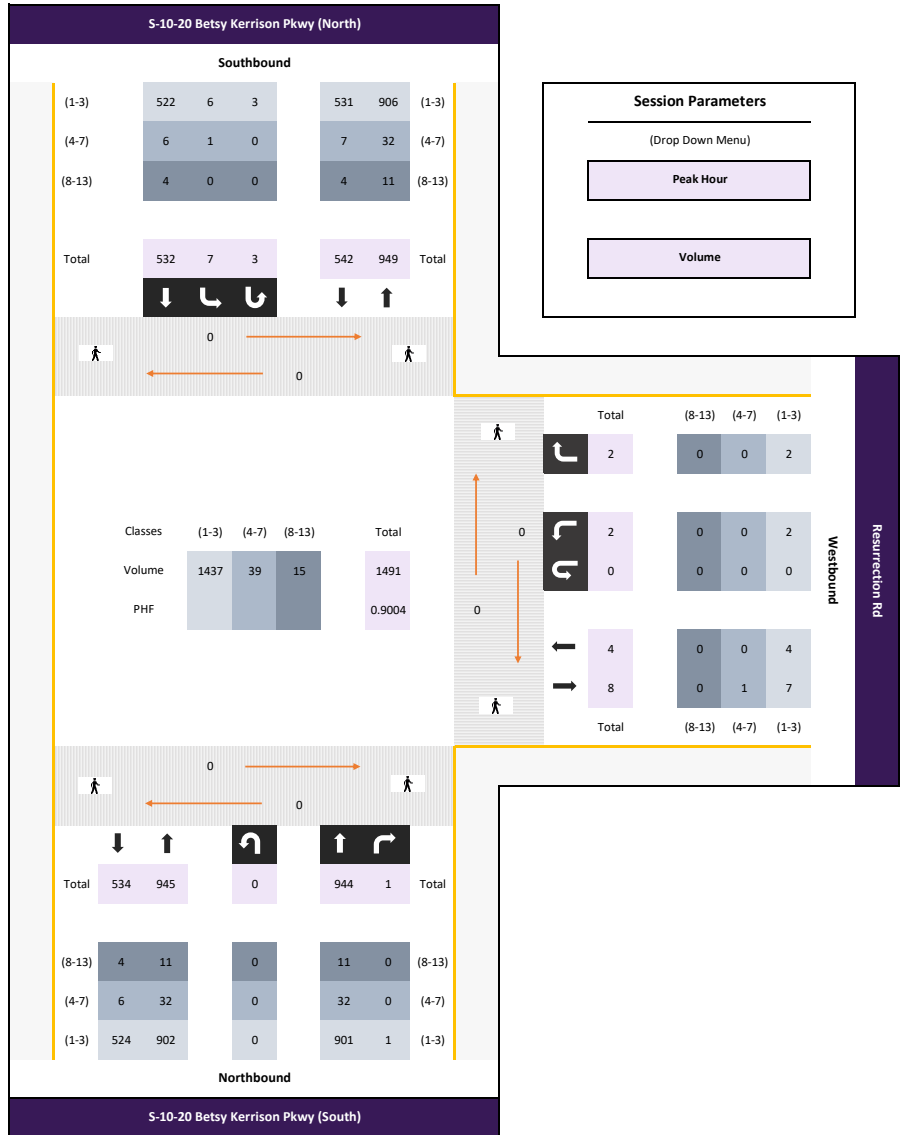 S-10-20 Betsy Kerrison Pkwy (North)
Southbound
(1-3) 522 6 3 531 906 (1-3)
(4-7) 6 1 0 7 32 (4-7)
(8-13) 4 0 0 4 11 (8-13)
Total 532 7 3 542 949 Total
0
0
Session Parameters
(Drop Down Menu)
Peak Hour
Volume
Total (8-13) (4-7) (1-3)
2 0 0 2
0 2 0 0 2
0 0 0 0
0
4 0 0 4
8 0 1 7
Total (8-13) (4-7) (1-3)
Westbound
Resurrection Rd
Classes (1-3) (4-7) (8-13) Total
Volume 1437 39 15 1491
PHF 0.9004
0
0
Total 534 945 0 944 1 Total
(8-13) 4 11 0 11 0 (8-13)
(4-7) 6 32 0 32 0 (4-7)
(1-3) 524 902 0 901 1 (1-3)
Northbound
S-10-20 Betsy Kerrison Pkwy (South)